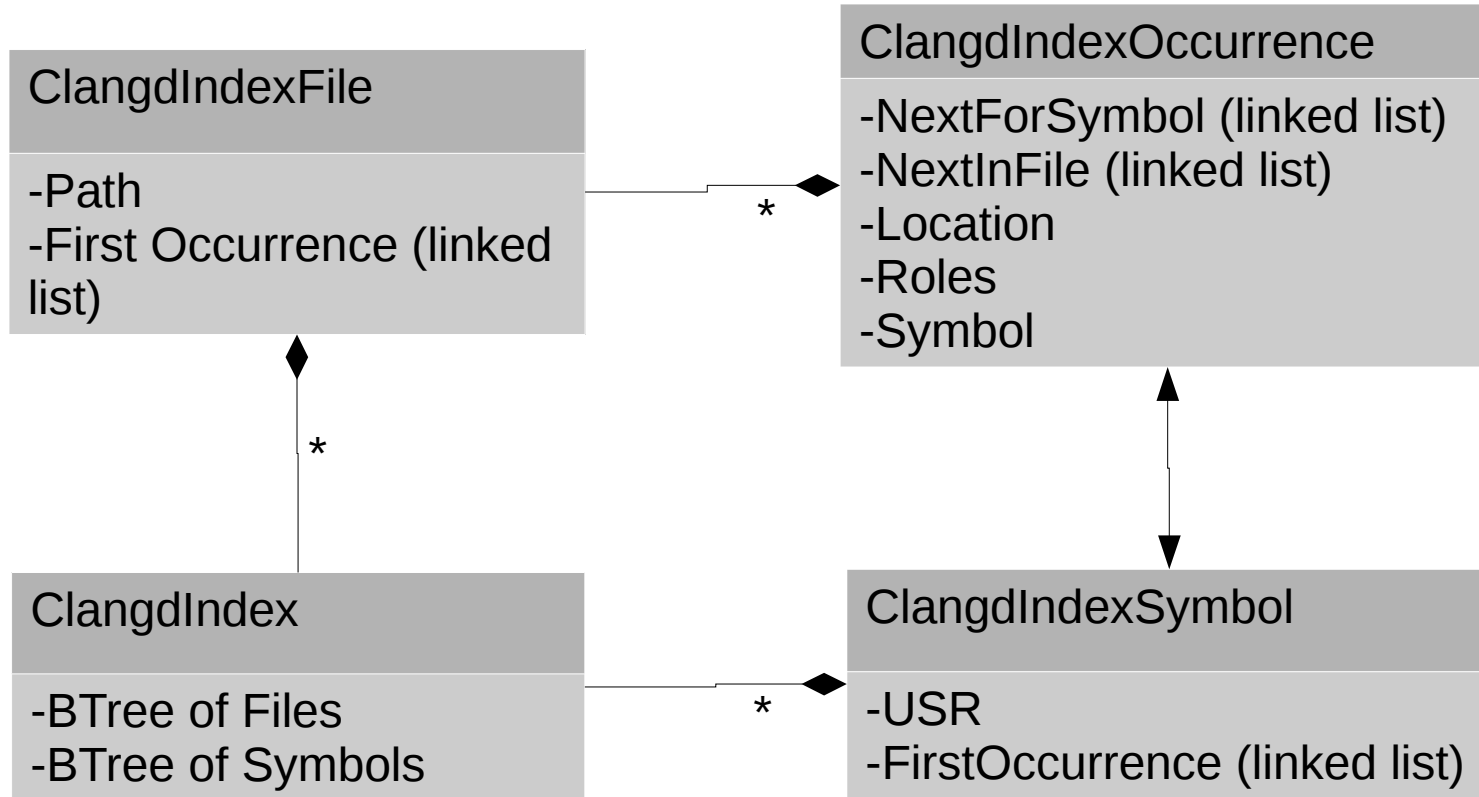 ClangdIndexFile
-Path
-First Occurrence (linked
list)
*
ClangdIndexOccurrence
-NextForSymbol (linked list)
-NextInFile (linked list)
-Location
-Roles
-Symbol
*
ClangdIndex
-BTree of Files
-BTree of Symbols
*
ClangdIndexSymbol
-USR
-FirstOccurrence (linked list)